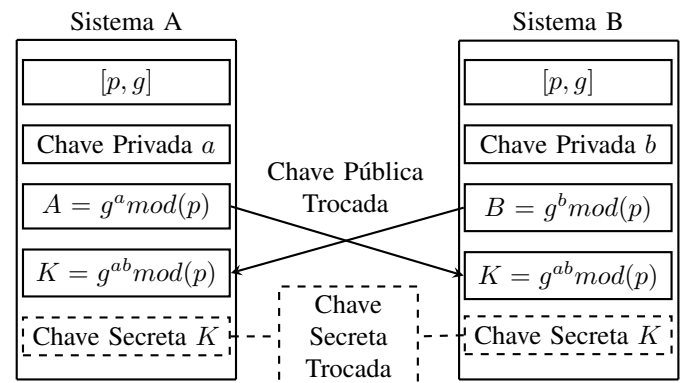 Sistema A
Sistema B
[p, g]
[p, g]
Chave Privada a
Chave Privada b
Chave Pública
Trocada
A = g^a mod(p)
B = g^b mod(p)
K = g^{ab} mod(p)
K = g^{ab} mod(p)
Chave Secreta K
Chave
Secreta
Trocada
Chave Secreta K